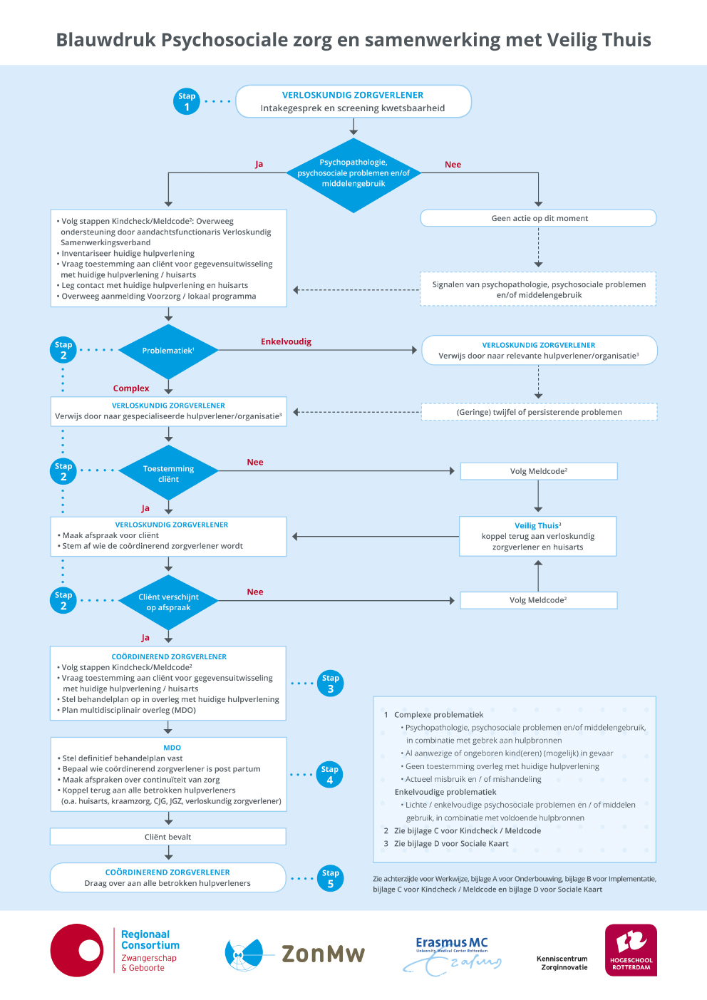 Blauwdruk Psychosociale zorg en samenwerking met Veilig Thuis
Stap
1
VERLOSKUNDIG ZORGVERLENER
Intakegesprek en screening kwetsbaarheid
Ja
Psychopathologie,
psychosociale problemen en/of
middelengebruik
Nee
• Volg stappen Kindcheck/Meldcode²: Overweeg
ondersteuning door aandachtsfunctionaris Verloskundig
Samenwerkingsverband
• Inventariseer huidige hulpverlening
• Vraag toestemming aan cliënt voor gegevensuitwisseling
met huidige hulpverlening / huisarts
• Leg contact met huidige hulpverlening en huisarts
• Overweeg aanmelding Voorzorg / lokaal programma
Geen actie op dit moment
Signalen van psychopathologie, psychosociale problemen
en/of middelengebruik
Stap
2
Problematiek¹
Enkelvoudig
VERLOSKUNDIG ZORGVERLENER
Verwijs door naar relevante hulpverlener/organisatie³
Complex
VERLOSKUNDIG ZORGVERLENER
Verwijs door naar gespecialiseerde hulpverlener/organisatie³
(Geringe) twijfel of persisterende problemen
Stap
2
Toestemming
cliënt
Nee
Volg Meldcode²
Ja
VERLOSKUNDIG ZORGVERLENER
• Maak afspraak voor cliënt
• Stem af wie de coördinerend zorgverlener wordt
Veilig Thuis³
koppel terug aan verloskundig
zorgverlener en huisarts
Stap
2
Cliënt verschijnt
op afspraak
Nee
Volg Meldcode²
Ja
COÖRDINEREND ZORGVERLENER
• Volg stappen Kindcheck/Meldcode²
• Vraag toestemming aan cliënt voor gegevensuitwisseling
met huidige hulpverlening / huisarts
• Stel behandelplan op in overleg met huidige hulpverlening
• Plan multidisciplinair overleg (MDO)
Stap
3
MDO
• Stel definitief behandelplan vast
• Bepaal wie coördinerend zorgverlener is post partum
• Maak afspraken over continuïteit van zorg
• Koppel terug aan alle betrokken hulpverleners
(o.a. huisarts, kraamzorg, CJG, JGZ, verloskundig zorgverlener)
Stap
4
Cliënt bevalt
COÖRDINEREND ZORGVERLENER
Draag over aan alle betrokken hulpverleners
Stap
5
1 Complexe problematiek
• Psychopathologie, psychosociale problemen en/of middelengebruik,
in combinatie met gebrek aan hulpbronnen
• Al aanwezige of ongeboren kind(eren) (mogelijk) in gevaar
• Geen toestemming overleg met huidige hulpverlening
• Actueel misbruik en / of mishandeling
Enkelvoudige problematiek
• Lichte / enkelvoudige psychosociale problemen en / of middelen
gebruik, in combinatie met voldoende hulpbronnen
2 Zie bijlage C voor Kindcheck / Meldcode
3 Zie bijlage D voor Sociale Kaart
Zie achterzijde voor Werkwijze, bijlage A voor Onderbouwing, bijlage B voor Implementatie,
bijlage C voor Kindcheck / Meldcode en bijlage D voor Sociale Kaart
Regionaal
Consortium
Zwangerschap
& Geboorte
ZonMw
Erasmus MC
University Medical Center Rotterdam
Erasmus
Kenniscentrum
Zorginnovatie
HOGESCHOOL
ROTTERDAM